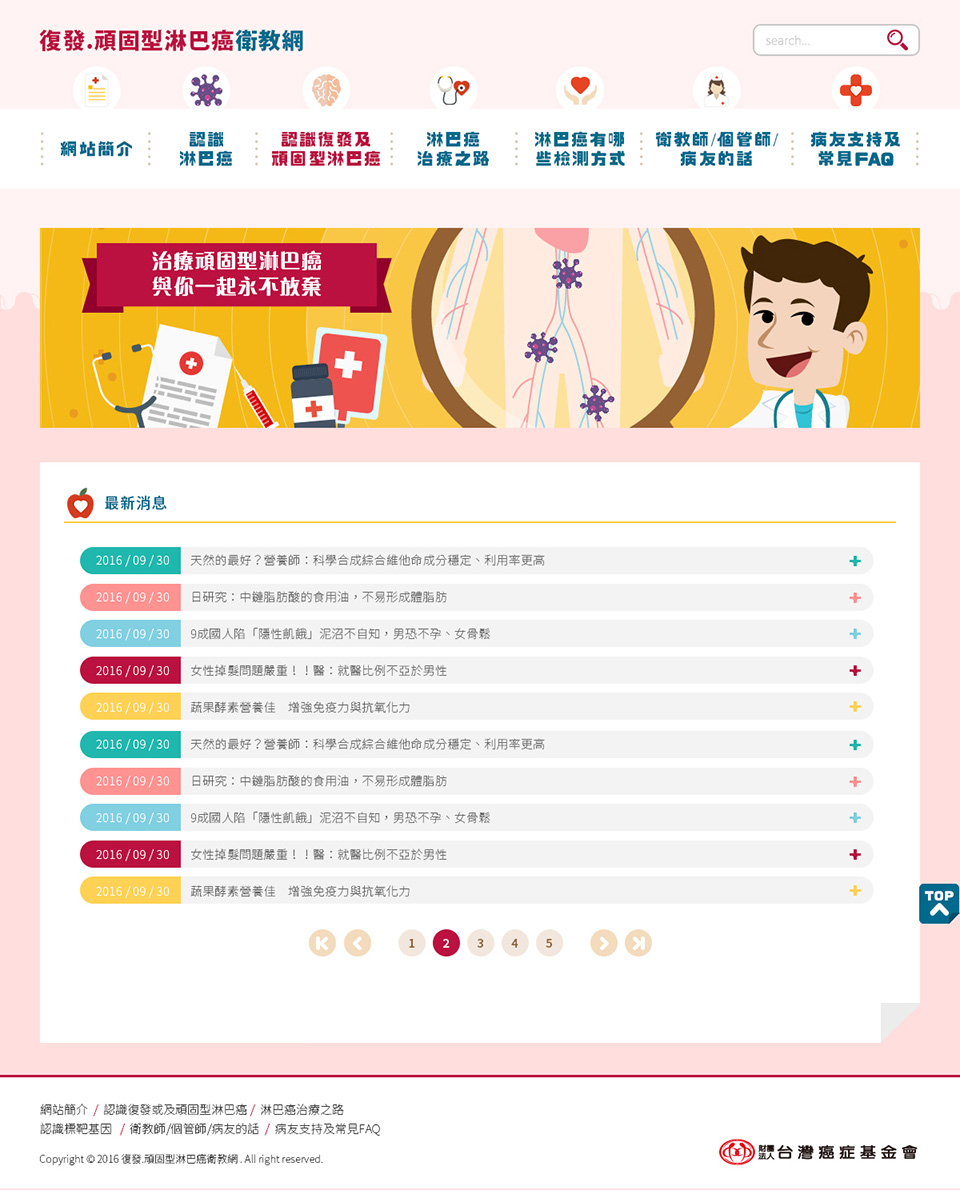 復發.頑固型淋巴癌衛教網
search...
網站簡介
認識
淋巴癌
認識復發及
頑固型淋巴癌
淋巴癌
治療之路
淋巴癌有哪
些檢測方式
衛教師/個管師/
病友的話
病友支持及
常見FAQ
治療頑固型淋巴癌
與你一起永不放棄
最新消息
2016 / 09 / 30 天然的最好？營養師：科學合成綜合維他命成分穩定、利用率更高
2016 / 09 / 30 日研究：中鏈脂肪酸的食用油，不易形成體脂肪
2016 / 09 / 30 9成國人陷「隱性飢餓」泥沼不自知，男恐不孕、女骨鬆
2016 / 09 / 30 女性掉髮問題嚴重！！醫：就醫比例不亞於男性
2016 / 09 / 30 蔬果酵素營養佳　增強免疫力與抗氧化力
2016 / 09 / 30 天然的最好？營養師：科學合成綜合維他命成分穩定、利用率更高
2016 / 09 / 30 日研究：中鏈脂肪酸的食用油，不易形成體脂肪
2016 / 09 / 30 9成國人陷「隱性飢餓」泥沼不自知，男恐不孕、女骨鬆
2016 / 09 / 30 女性掉髮問題嚴重！！醫：就醫比例不亞於男性
2016 / 09 / 30 蔬果酵素營養佳　增強免疫力與抗氧化力
TOP
1 2 3 4 5
網站簡介 / 認識復發或及頑固型淋巴癌 / 淋巴癌治療之路
認識標靶基因 / 衛教師/個管師/病友的話 / 病友支持及常見FAQ
Copyright © 2016 復發.頑固型淋巴癌衛教網 . All right reserved.
財團法人台灣癌症基金會